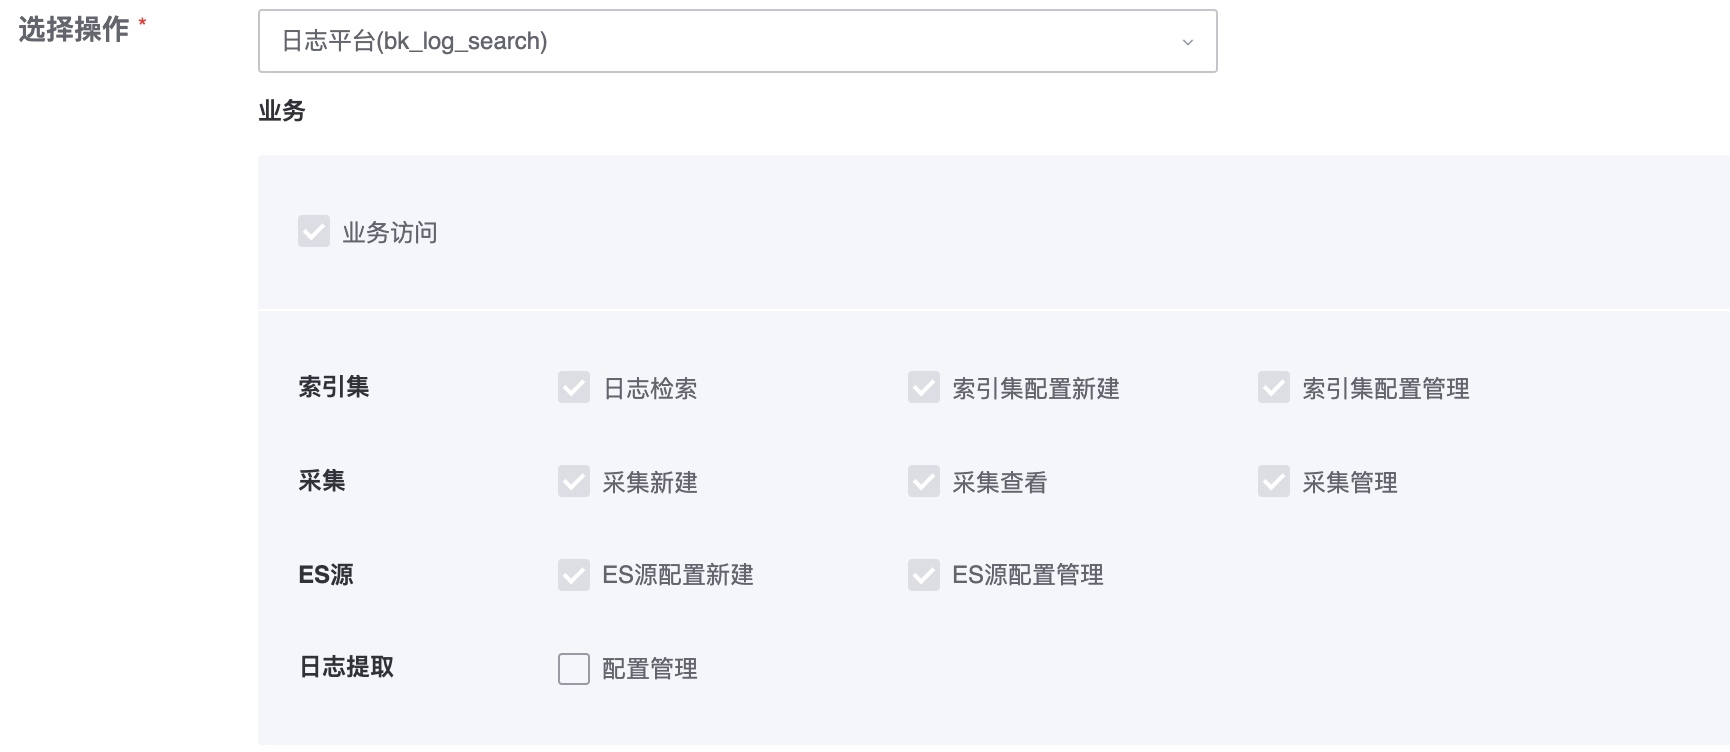 选择操作 *
日志平台(bk_log_search)
业务
业务访问
索引集 日志检索 索引集配置新建 索引集配置管理
采集 采集新建 采集查看 采集管理
ES源 ES源配置新建 ES源配置管理
日志提取 配置管理